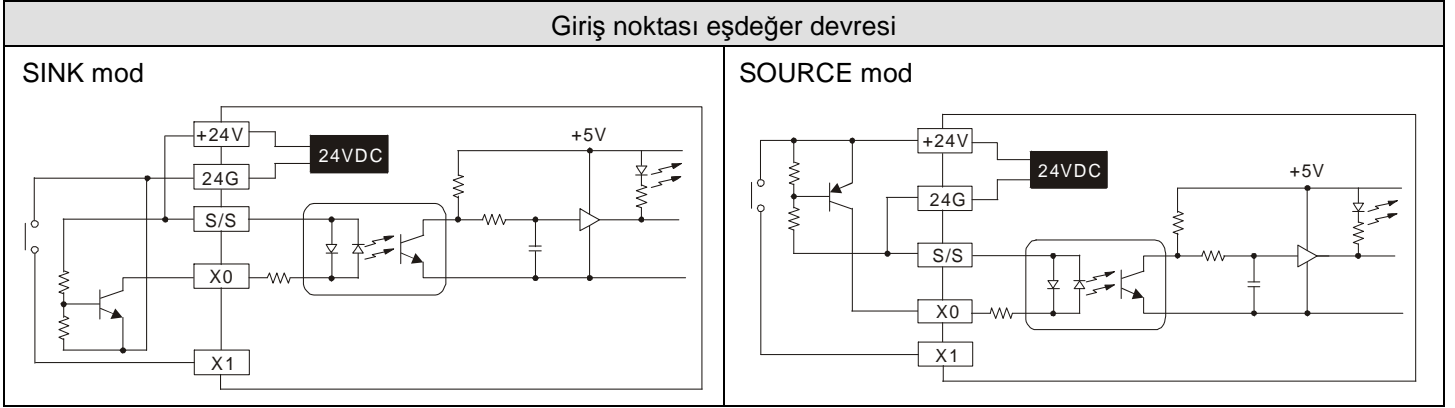 Giriş noktası eşdeğer devresi
SINK mod
+24V
24G
S/S
X0
X1
24VDC
+5V
SOURCE mod
+24V
24G
S/S
X0
X1
24VDC
+5V